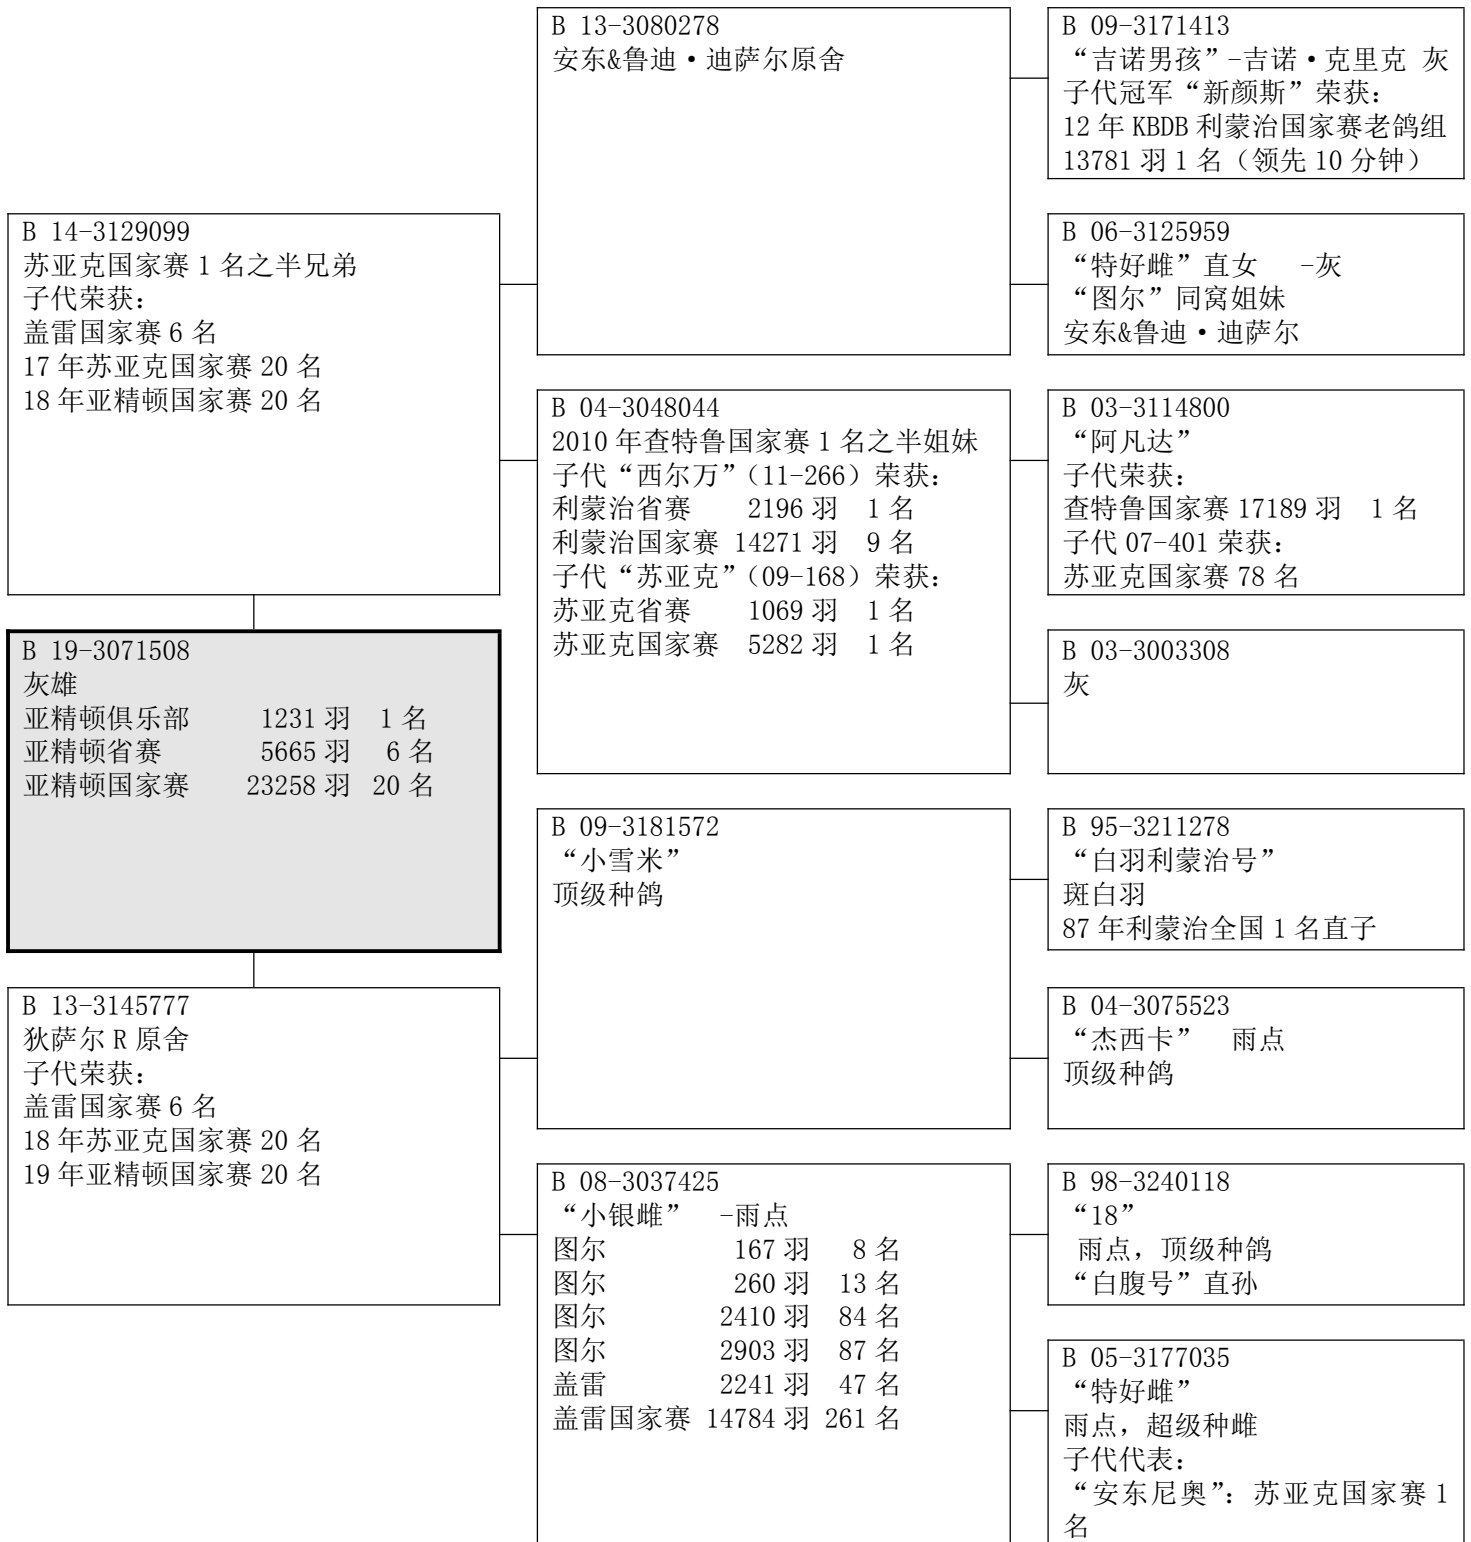 B 13-3080278
安东&鲁迪·迪萨尔原舍
B 09-3171413
“吉诺男孩”-吉诺·克里克 灰
子代冠军“新颜斯”荣获：
12 年 KBDB 利蒙治国家赛老鸽组
13781 羽 1 名（领先 10 分钟）
B 14-3129099
苏亚克国家赛 1 名之半兄弟
子代荣获：
盖雷国家赛 6 名
17 年苏亚克国家赛 20 名
18 年亚精顿国家赛 20 名
B 06-3125959
“特好雌”直女 -灰
“图尔”同窝姐妹
安东&鲁迪·迪萨尔
B 04-3048044
2010 年查特鲁国家赛 1 名之半姐妹
子代“西尔万”（11-266）荣获：
利蒙治省赛 2196 羽 1 名
利蒙治国家赛 14271 羽 9 名
子代“苏亚克”（09-168）荣获：
苏亚克省赛 1069 羽 1 名
苏亚克国家赛 5282 羽 1 名
B 03-3114800
“阿凡达”
子代荣获：
查特鲁国家赛 17189 羽 1 名
子代 07-401 荣获：
苏亚克国家赛 78 名
B 19-3071508
灰雄
亚精顿俱乐部 1231 羽 1 名
亚精顿省赛 5665 羽 6 名
亚精顿国家赛 23258 羽 20 名
B 03-3003308
灰
B 09-3181572
“小雪米”
顶级种鸽
B 95-3211278
“白羽利蒙治号”
斑白羽
87 年利蒙治全国 1 名直子
B 13-3145777
狄萨尔 R 原舍
子代荣获：
盖雷国家赛 6 名
18 年苏亚克国家赛 20 名
19 年亚精顿国家赛 20 名
B 04-3075523
“杰西卡” 雨点
顶级种鸽
B 08-3037425
“小银雌” -雨点
图尔 167 羽 8 名
图尔 260 羽 13 名
图尔 2410 羽 84 名
图尔 2903 羽 87 名
盖雷 2241 羽 47 名
盖雷国家赛 14784 羽 261 名
B 98-3240118
“18”
雨点，顶级种鸽
“白腹号”直孙
B 05-3177035
“特好雌”
雨点，超级种雌
子代代表：
“安东尼奥”：苏亚克国家赛 1
名